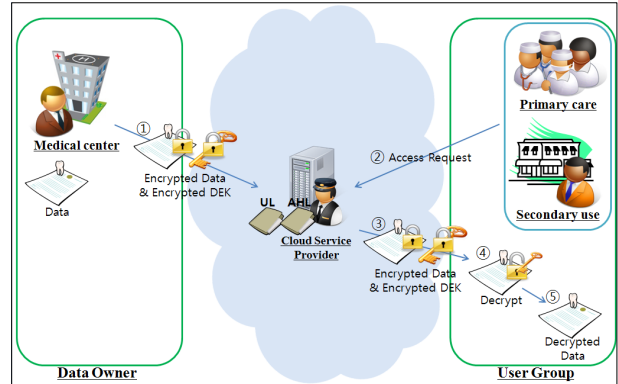 Medical center
Data
①
Encrypted Data
& Encrypted DEK
Data Owner
UL
AHL
Cloud Service
Provider
② Access Request
③
Encrypted Data
& Encrypted DEK
Primary care
Secondary use
④
Decrypt
⑤
Decrypted
Data
User Group